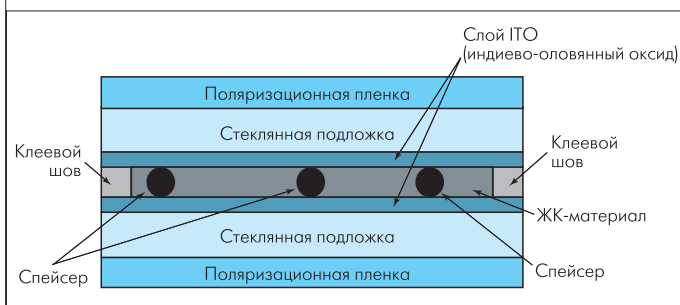 Слой ITO
(индиево-оловянный оксид)
Поляризационная пленка
Стеклянная подложка
Клеевой
шов
Клеевой
шов
ЖК-материал
Стеклянная подложка
Спейсер
Спейсер
Поляризационная пленка